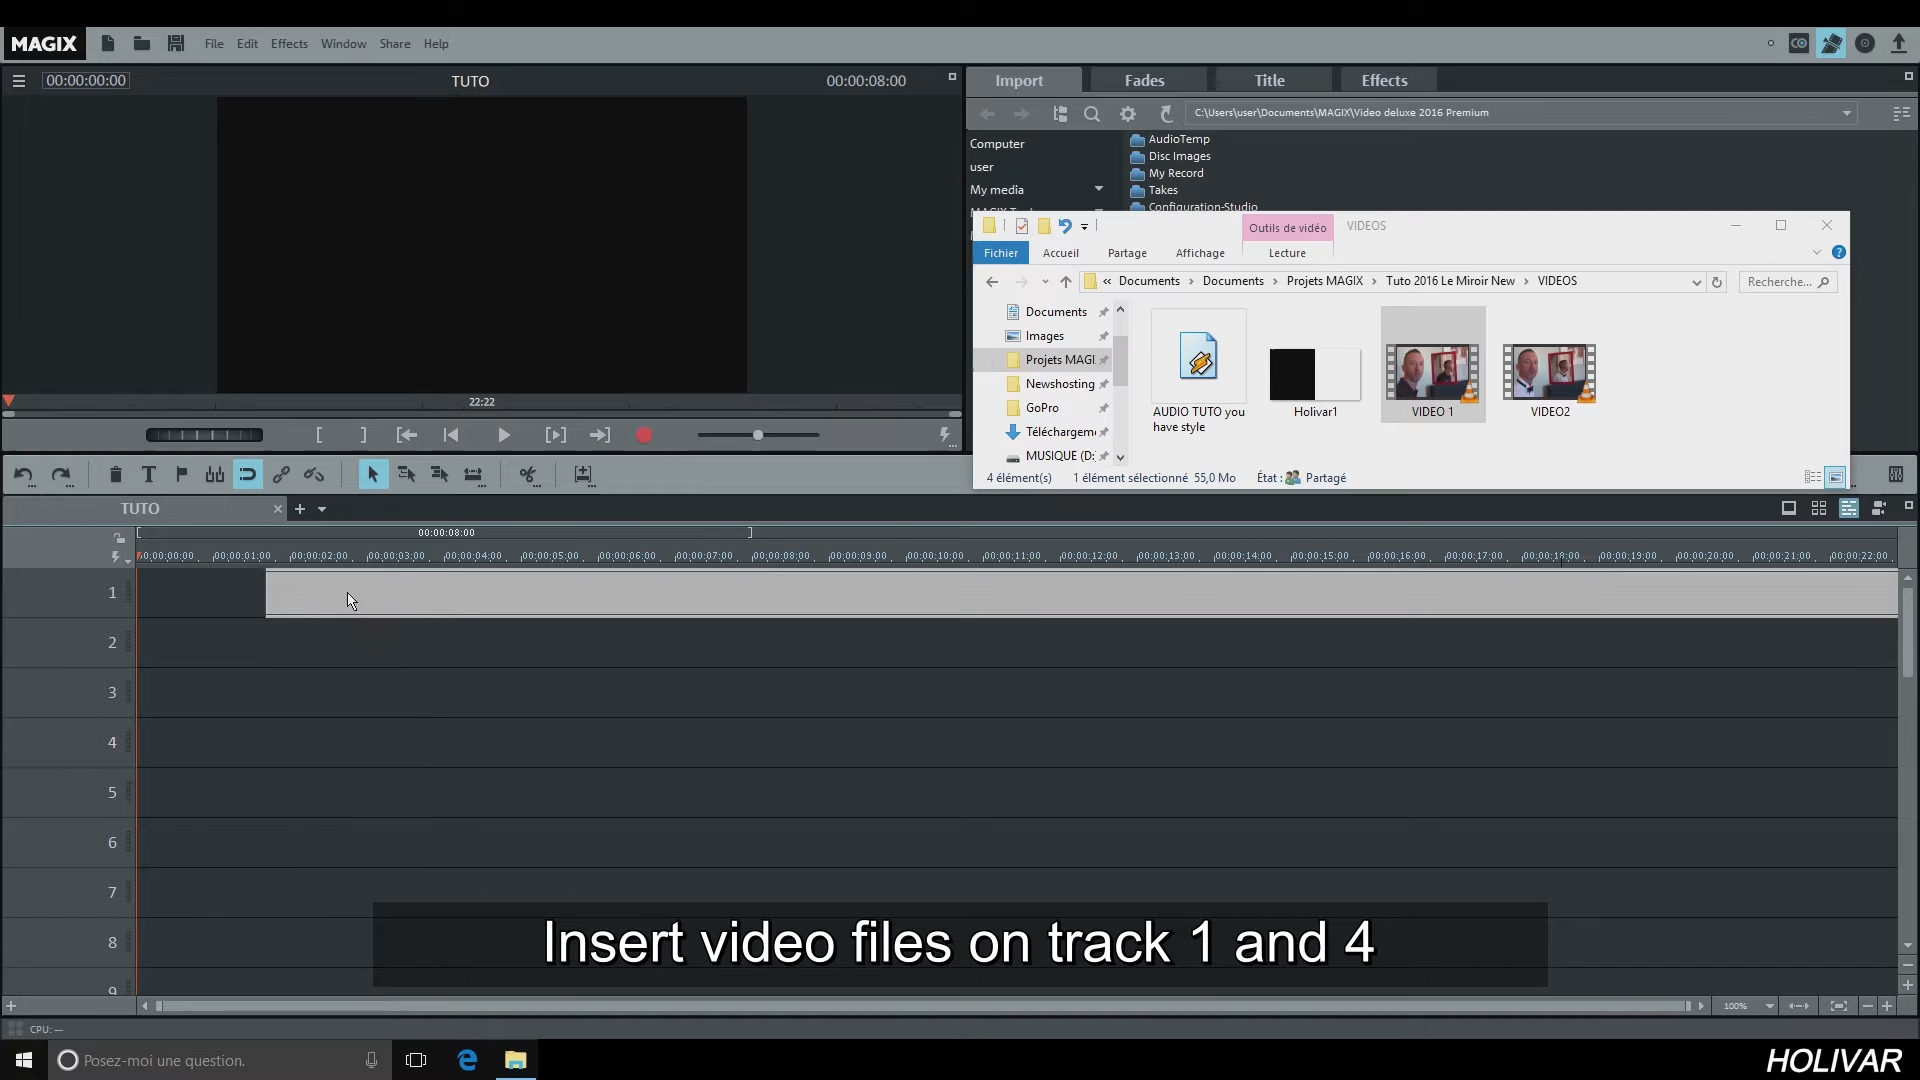 MAGIX
File Edit Effects Window Share Help
00:00:00:00 TUTO 00:00:08:00
Import Fades Title Effects
C:\Users\user\Documents\MAGIX\Video deluxe 2016 Premium
Computer
user
My media
AudioTemp
Disc Images
My Record
Takes
Configuration-Studio
Outils de vidéo VIDEOS
Fichier Accueil Partage Affichage Lecture
« Documents › Documents › Projets MAGIX › Tuto 2016 Le Miroir New › VIDEOS
Recherche...
Documents
Images
Projets MAGI
Newshosting
GoPro
Téléchargem
MUSIQUE (D:
AUDIO TUTO you
have style
Holivar1
VIDEO 1
VIDEO2
4 élément(s) 1 élément sélectionné 55,0 Mo État : Partagé
22:22
TUTO
00:00:08:00
00:00:00:00 00:00:01:00 00:00:02:00 00:00:03:00 00:00:04:00 00:00:05:00 00:00:06:00 00:00:07:00 00:00:08:00 00:00:09:00 00:00:10:00 00:00:11:00 00:00:12:00 00:00:13:00 00:00:14:00 00:00:15:00 00:00:16:00 00:00:17:00 00:00:18:00 00:00:19:00 00:00:20:00 00:00:21:00 00:00:22:00
1
2
3
4
5
6
7
8
9
Insert video files on track 1 and 4
100%
CPU: —
Posez-moi une question.
HOLIVAR